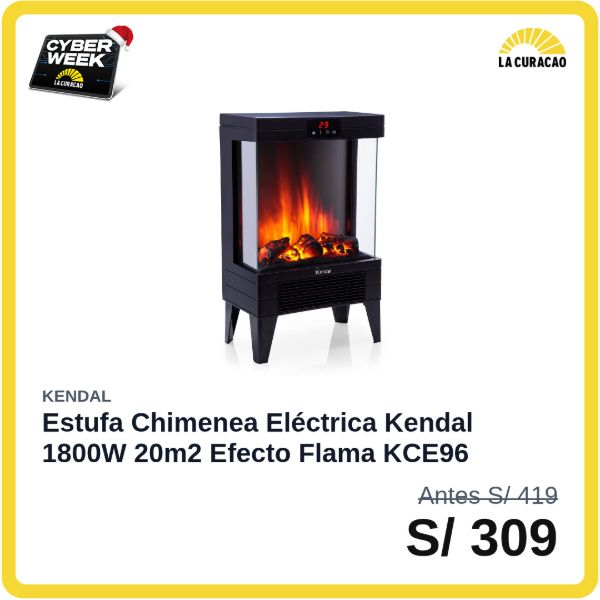 CYBER
WEEK
LA CURACAO
LA CURACAO
29
Kendal
KENDAL
Estufa Chimenea Eléctrica Kendal
1800W 20m2 Efecto Flama KCE96
Antes S/ 419
S/ 309